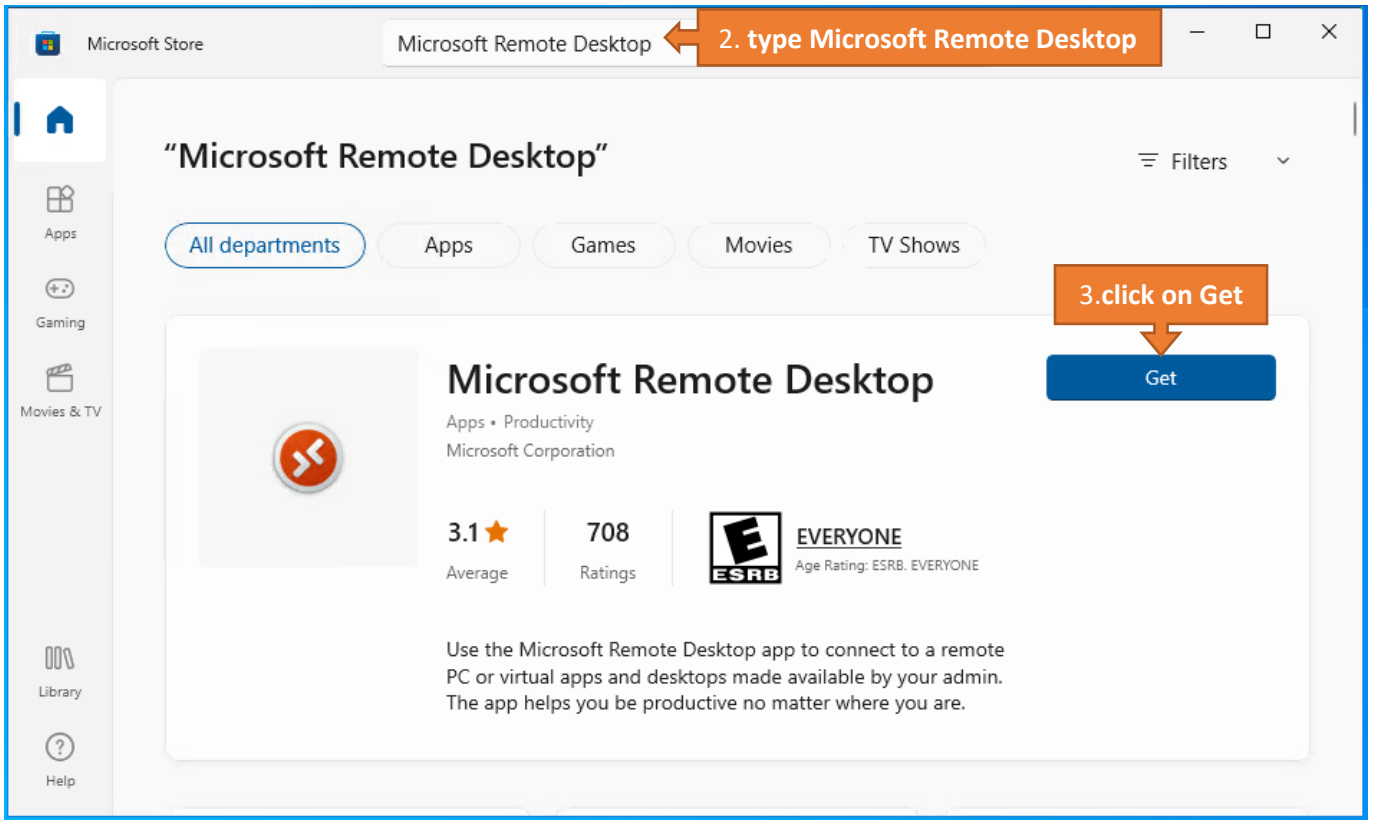 Microsoft Store
Microsoft Remote Desktop
2. type Microsoft Remote Desktop
“Microsoft Remote Desktop”
Filters
Apps
All departments
Apps
Games
Movies
TV Shows
Gaming
3.click on Get
Movies & TV
Microsoft Remote Desktop
Get
Apps • Productivity
Microsoft Corporation
3.1
Average
708
Ratings
E
ESRB
EVERYONE
Age Rating: ESRB. EVERYONE
Use the Microsoft Remote Desktop app to connect to a remote
PC or virtual apps and desktops made available by your admin.
The app helps you be productive no matter where you are.
Library
Help